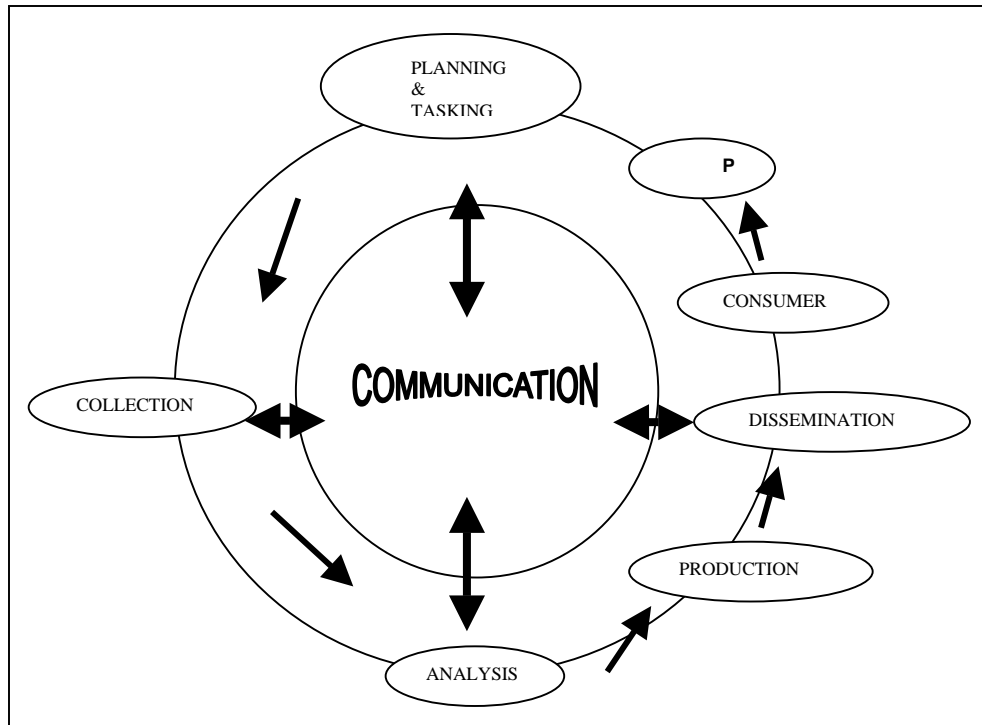 PLANNING
&
TASKING
P
CONSUMER
COMMUNICATION
COLLECTION
DISSEMINATION
PRODUCTION
ANALYSIS